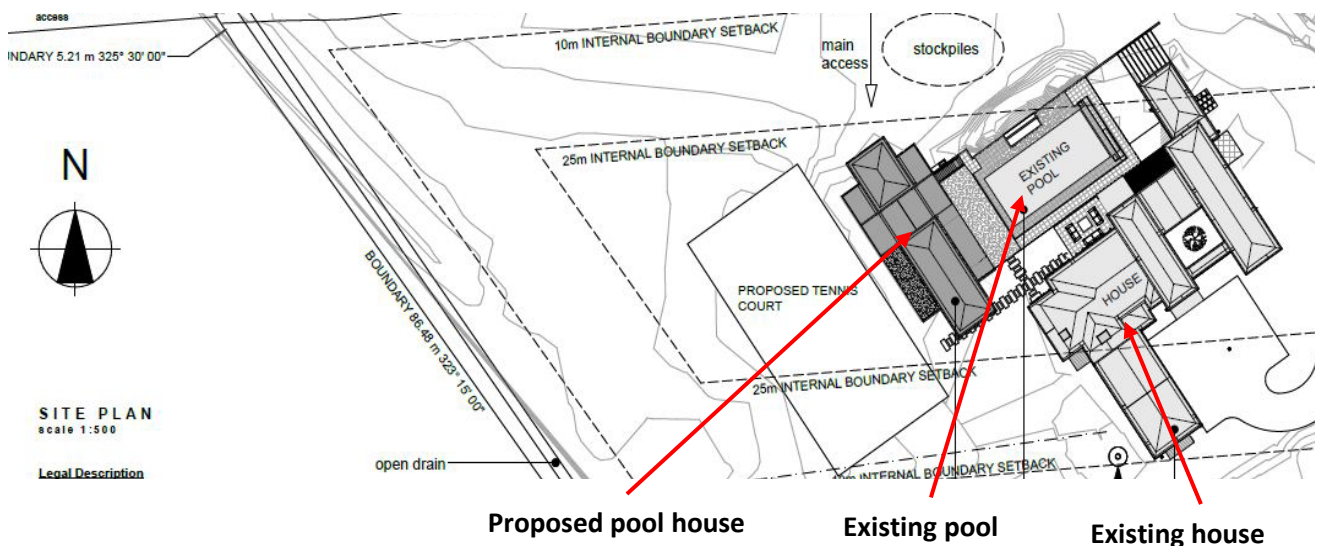 access
UNDARY 5.21 m 325° 30' 00"
10m INTERNAL BOUNDARY SETBACK
main
access
stockpiles
N
25m INTERNAL BOUNDARY SETBACK
EXISTING
POOL
BOUNDARY 86.48 m 323° 15' 00"
PROPOSED TENNIS
COURT
HOUSE
25m INTERNAL BOUNDARY SETBACK
SITE PLAN
scale 1:500
open drain
INTERNAL BOUNDARY SETBACK
Legal Description
Proposed pool house
Existing pool
Existing house